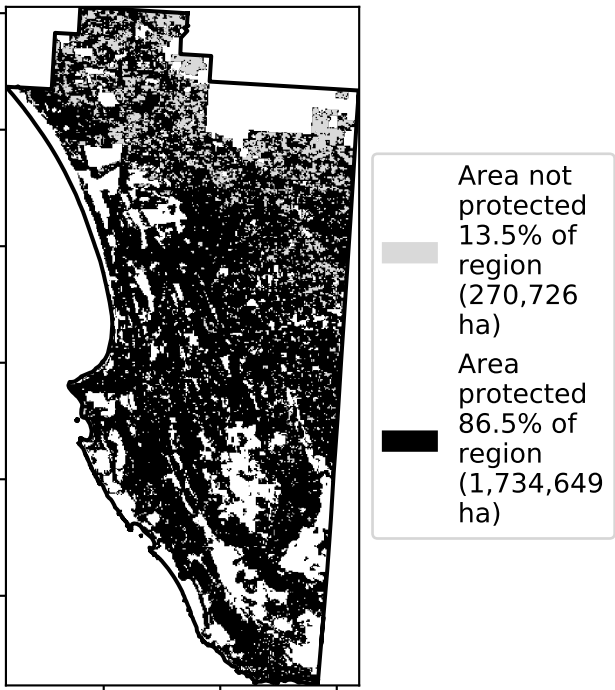 Area not
protected
13.5% of
region
(270,726
ha)
Area
protected
86.5% of
region
(1,734,649
ha)